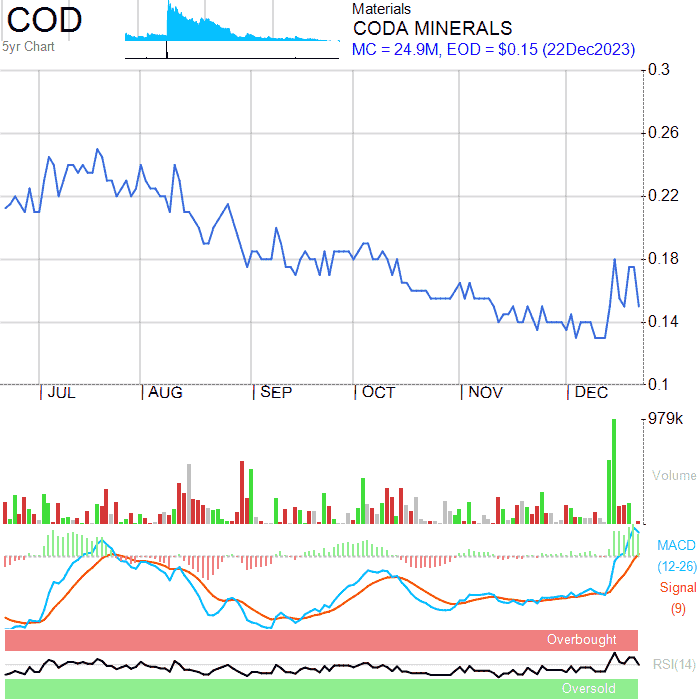 COD
5yr Chart
Materials
CODA MINERALS
MC = 24.9M, EOD = $0.15 (22Dec2023)
0.3
0.26
0.22
0.18
0.14
0.1
JUL AUG SEP OCT NOV DEC
979k
Volume
MACD
(12-26)
Signal
(9)
Overbought
RSI(14)
Oversold